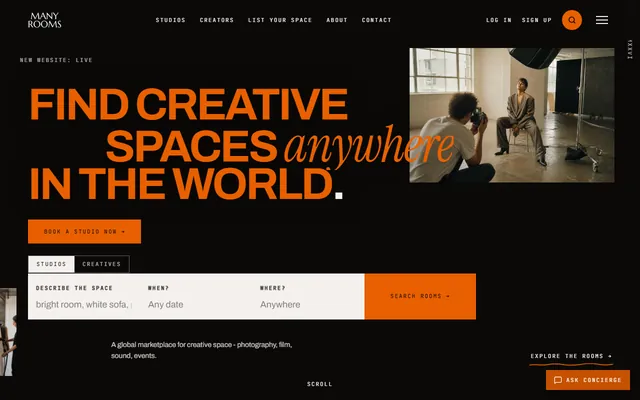 MANY
ROOMS
STUDIOS CREATORS LIST YOUR SPACE ABOUT CONTACT
LOG IN SIGN UP
NEW WEBSITE: LIVE
FIND CREATIVE
SPACES anywhere
IN THE WORLD.
BOOK A STUDIO NOW →
STUDIOS CREATIVES
DESCRIBE THE SPACE WHEN? WHERE?
bright room, white sofa, Any date Anywhere
SEARCH ROOMS →
A global marketplace for creative space - photography, film,
sound, events.
EXPLORE THE ROOMS →
ASK CONCIERGE
SCROLL